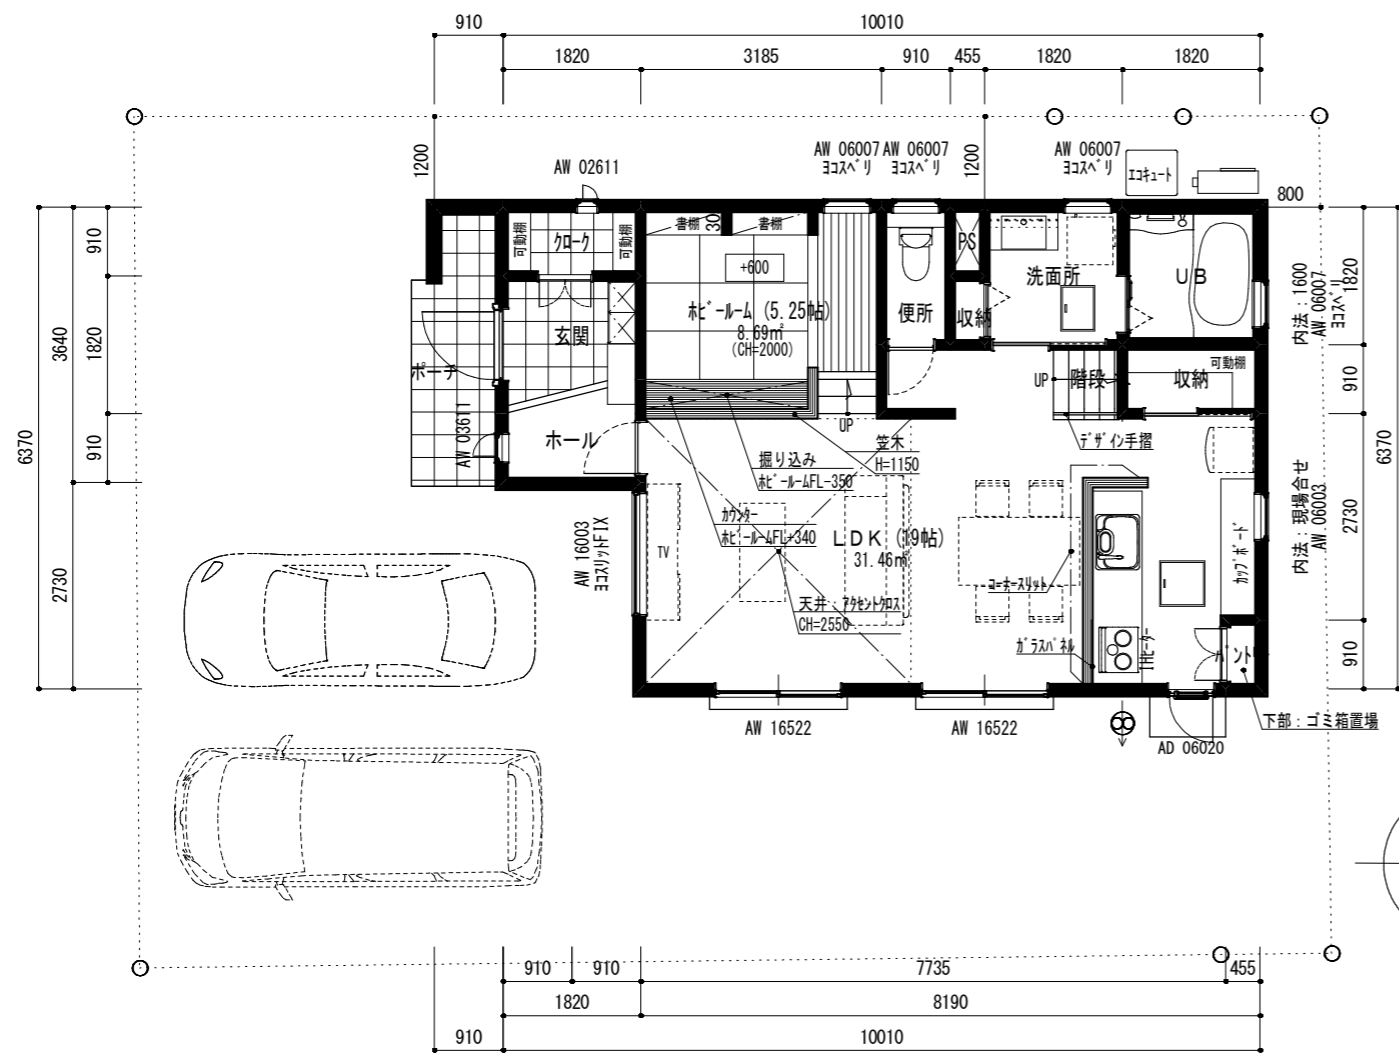 910
10010
1820
3185
910
455
1820
1820
1200
AW 02611
AW 06007
ヨコスベリ
AW 06007
ヨコスベリ
1200
AW 06007
ヨコスベリ
エコキュート
800
910
3640
1820
910
6370
2730
可動棚
クローク
可動棚
書棚
30
書棚
+600
PS
洗面所
UB
玄関
ホビールーム (5.25帖)
8.69㎡
(CH=2000)
便所
収納
ポーチ
UP
階段
収納
可動棚
AW 03611
ホール
UP
笠木
H=1150
デザイン手摺
掘り込み
ホビールームFL-350
カウンター
ホビールームFL+340
LDK (19帖)
31.46㎡
TV
AW 16003
ヨコスリットFIX
コーナースリット
カップボード
天井:アクセントクロス
CH=2550
ガラスパネル
IHヒーター
パントリ
下部:ゴミ箱置場
AW 16522
AW 16522
AD 06020
内法:1600
AW 06007
ヨコスベリ
内法:現場合せ
AW 06003
1820
910
2730
910
6370
910
910
7735
455
1820
8190
910
10010